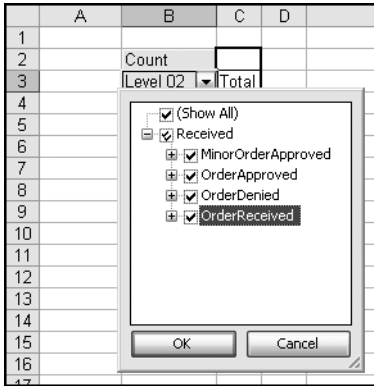 A B C D
1
2 Count
3 Level 02 Total
4
(Show All)
5
Received
6
MinorOrderApproved
7
OrderApproved
8
OrderDenied
9
OrderReceived
10
11
12
13
14
15 OK Cancel
16
17